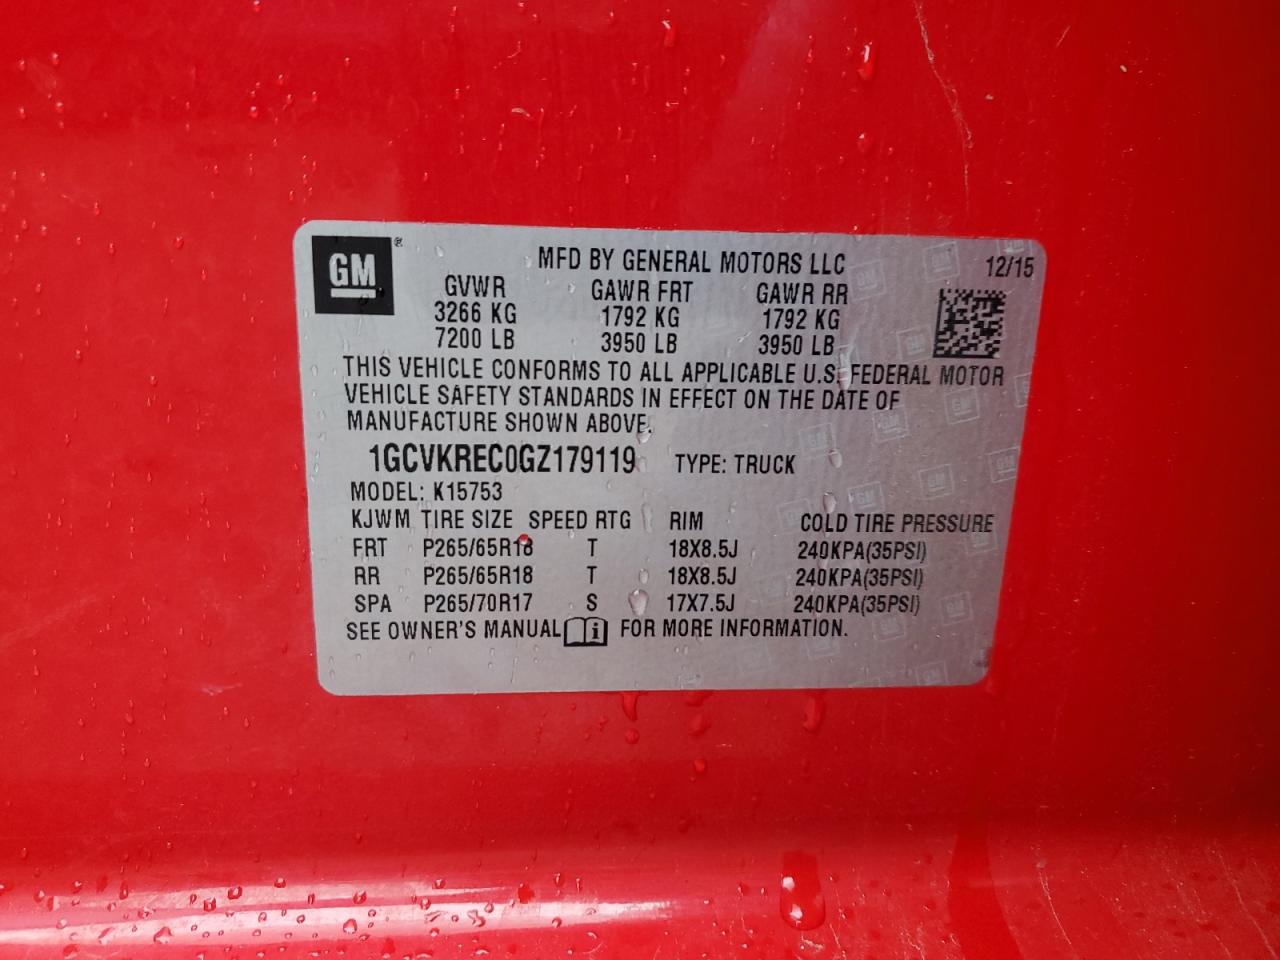 GM ®
MFD BY GENERAL MOTORS LLC 12/15
GVWR GAWR FRT GAWR RR
3266 KG 1792 KG 1792 KG
7200 LB 3950 LB 3950 LB
THIS VEHICLE CONFORMS TO ALL APPLICABLE U.S. FEDERAL MOTOR
VEHICLE SAFETY STANDARDS IN EFFECT ON THE DATE OF
MANUFACTURE SHOWN ABOVE.
1GCVKREC0GZ179119 TYPE: TRUCK
MODEL: K15753
KJWM TIRE SIZE SPEED RTG RIM COLD TIRE PRESSURE
FRT P265/65R18 T 18X8.5J 240KPA(35PSI)
RR P265/65R18 T 18X8.5J 240KPA(35PSI)
SPA P265/70R17 S 17X7.5J 240KPA(35PSI)
SEE OWNER'S MANUAL i FOR MORE INFORMATION.